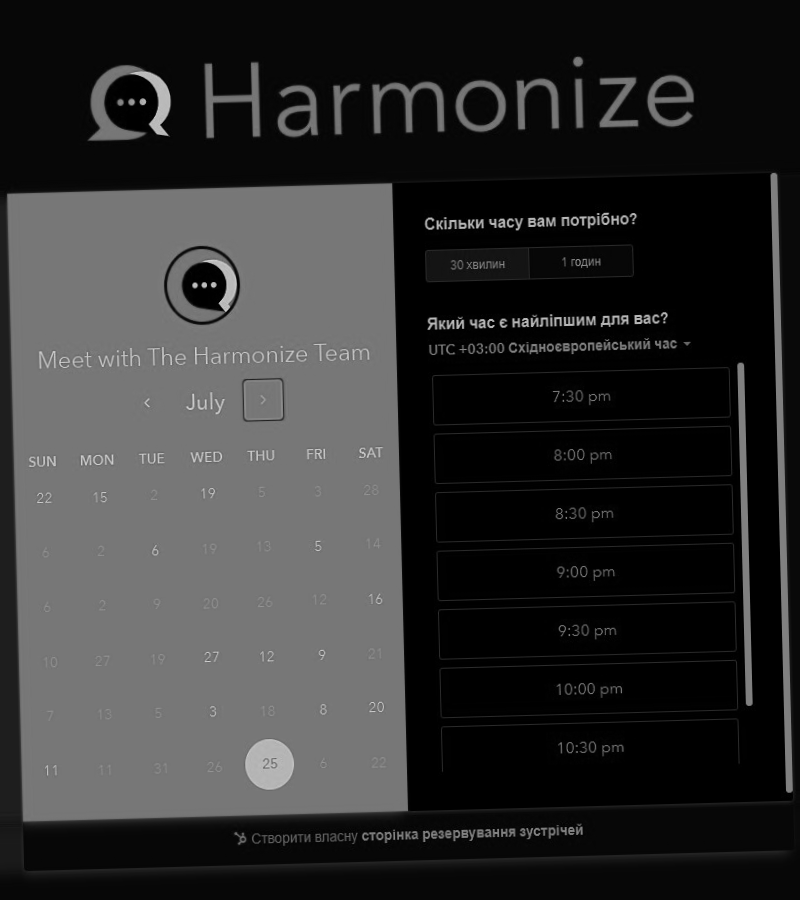 Harmonize
Meet with The Harmonize Team
July
SUN MON TUE WED THU FRI SAT
22 15 2 19 5 3 28
6 2 6 19 13 5 14
6 2 9 20 26 12 16
10 27 19 27 12 9 21
7 13 5 3 18 8 20
11 11 31 26 25 6 22
Скільки часу вам потрібно?
30 хвилин 1 годин
Який час є найліпшим для вас?
UTC +03:00 Східноєвропейський час
7:30 pm
8:00 pm
8:30 pm
9:00 pm
9:30 pm
10:00 pm
10:30 pm
Створити власну сторінка резервування зустрічей